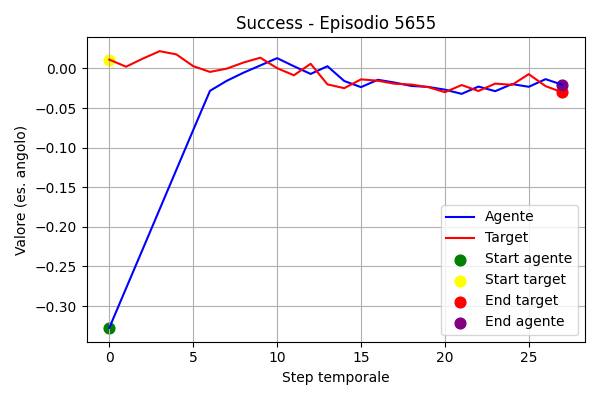 Success - Episodio 5655
Valore (es. angolo)
0.00
−0.05
−0.10
−0.15
−0.20
−0.25
−0.30
Agente
Target
Start agente
Start target
End target
End agente
0 5 10 15 20 25
Step temporale